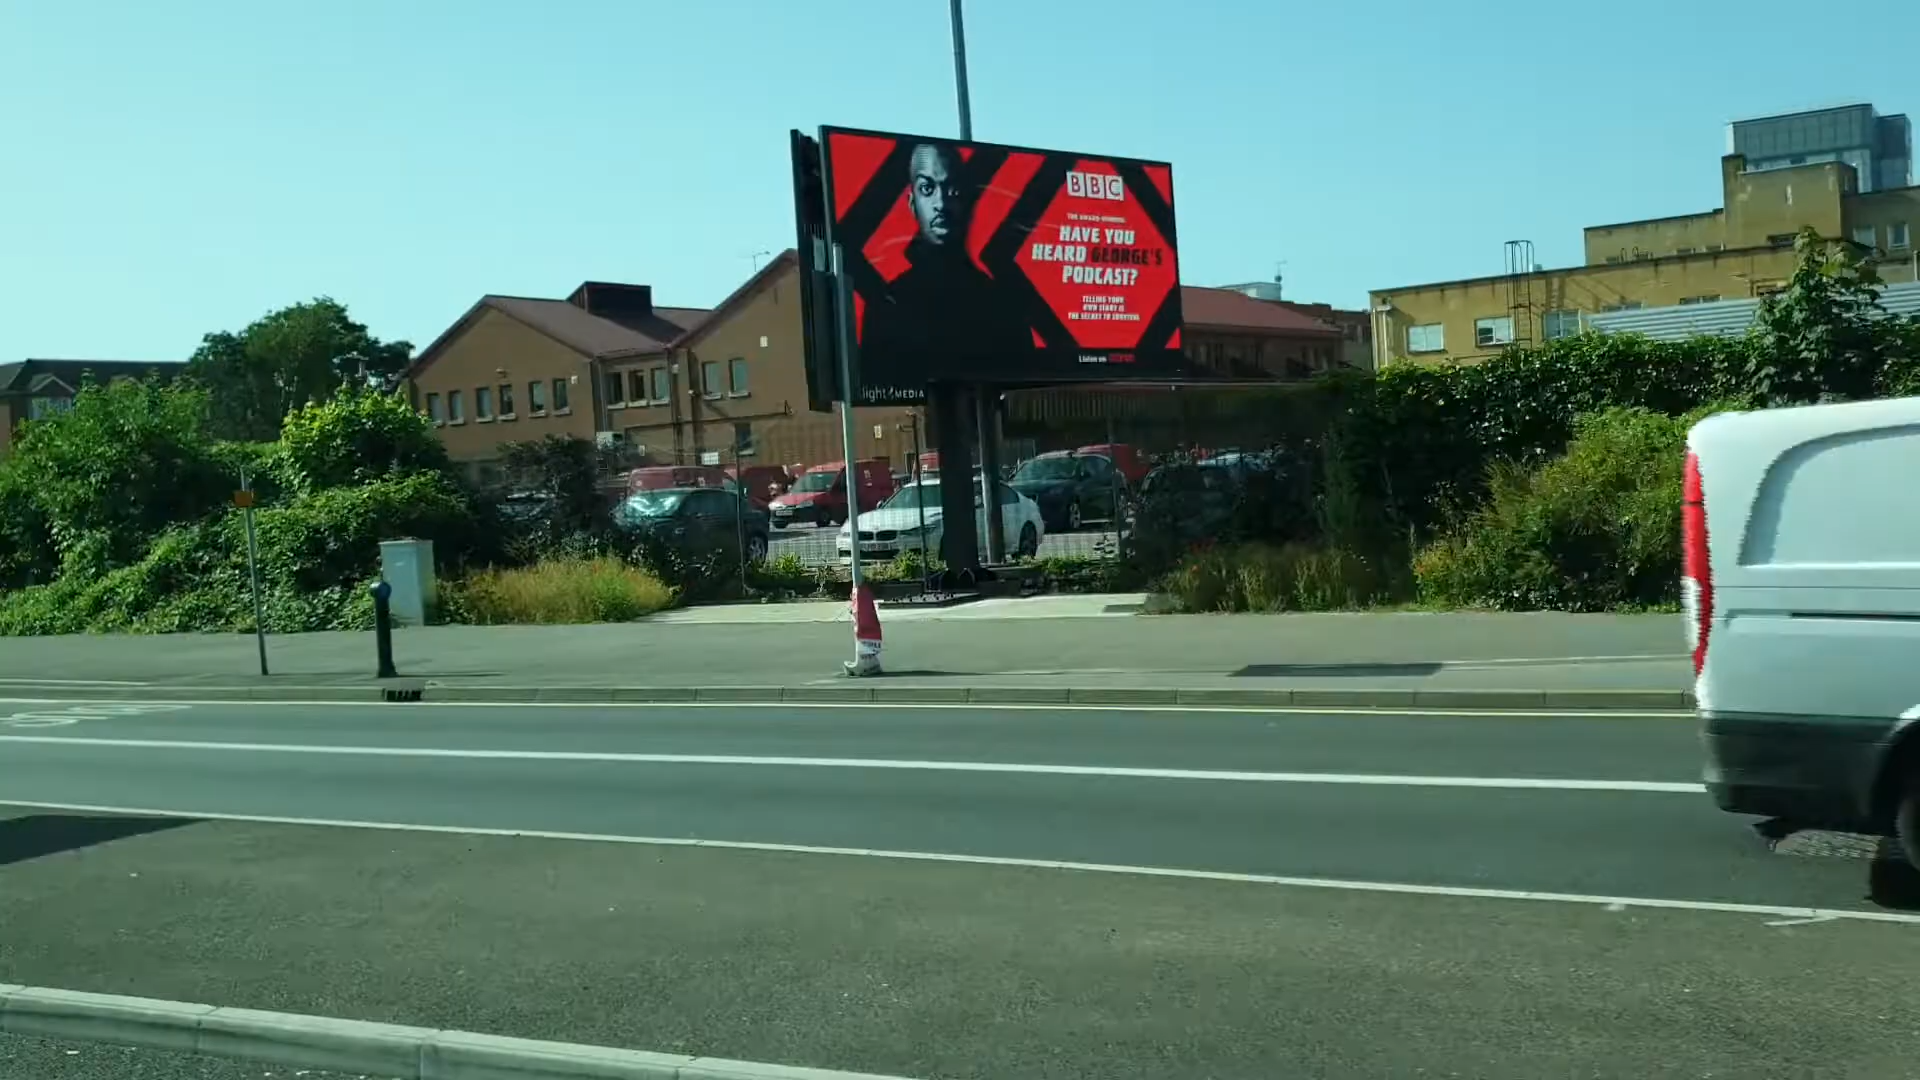 BBC
THE AWARD-WINNING
HAVE YOU
HEARD GEORGE'S
PODCAST?
TELLING YOUR
OWN STORY IS
THE SECRET TO SURVIVAL
Listen on
light MEDIA